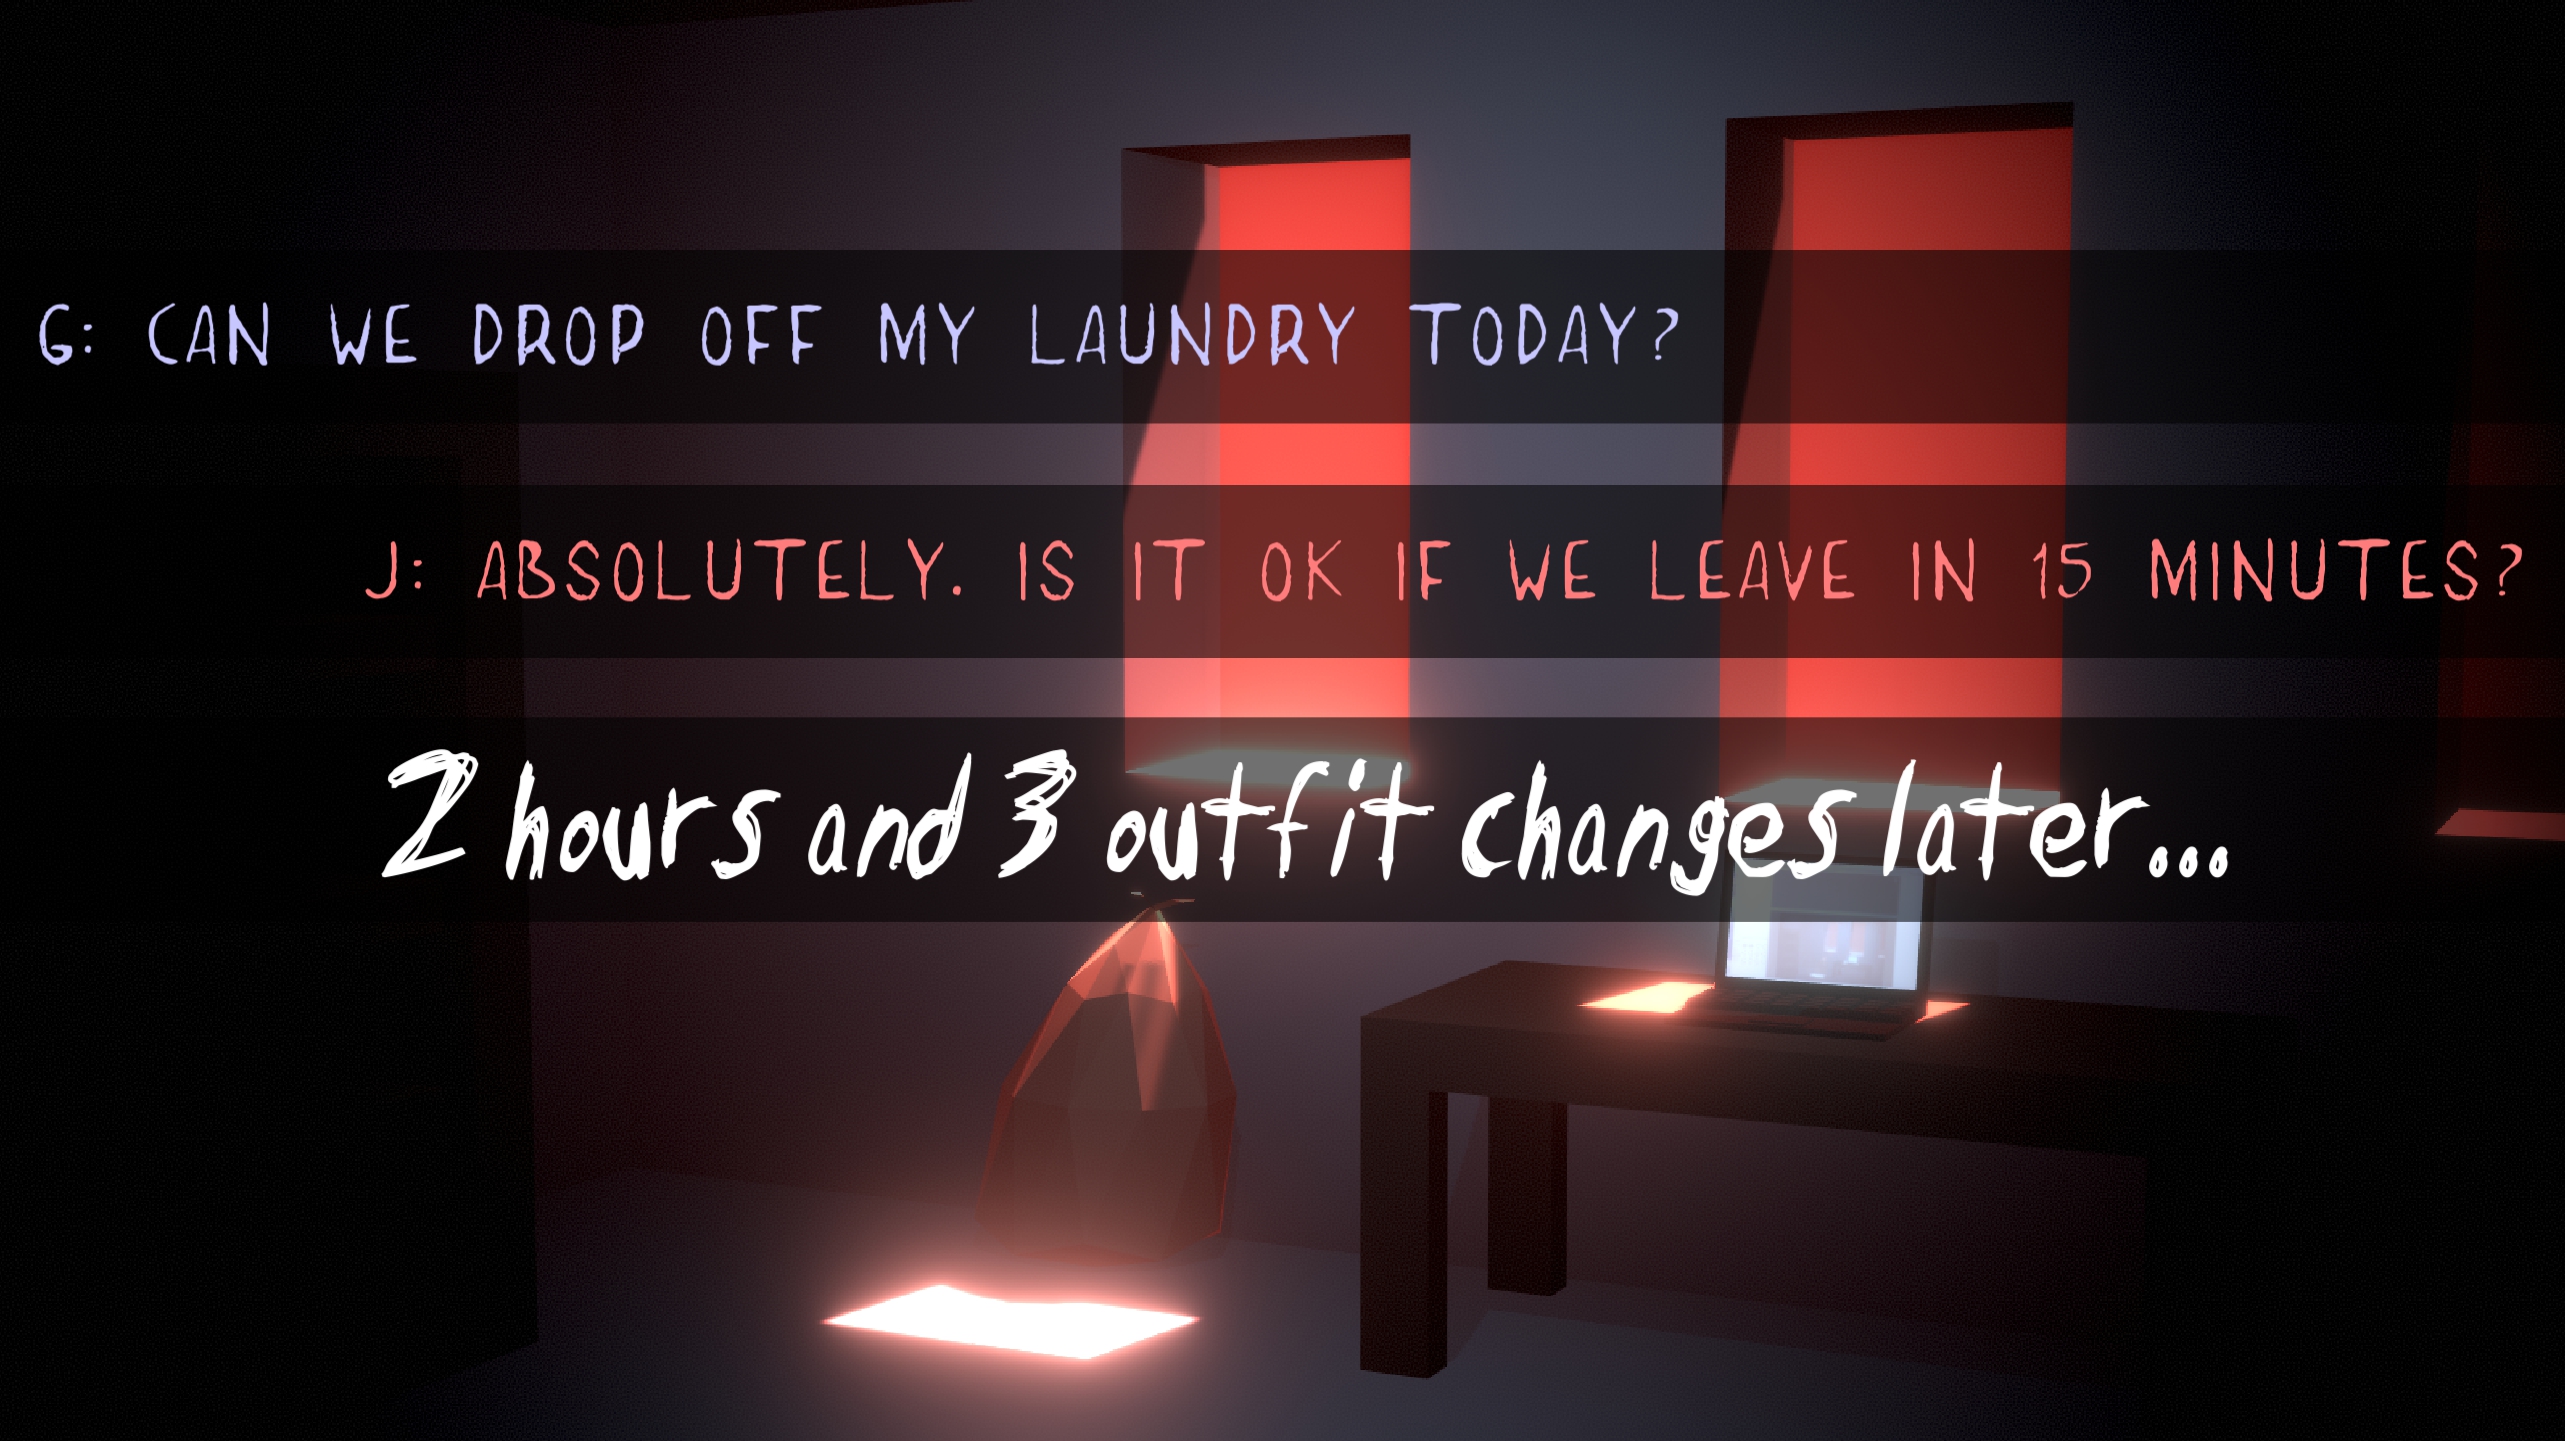 G: CAN WE DROP OFF MY LAUNDRY TODAY?
J: ABSOLUTELY. IS IT OK IF WE LEAVE IN 15 MINUTES?
2 hours and 3 outfit changes later...